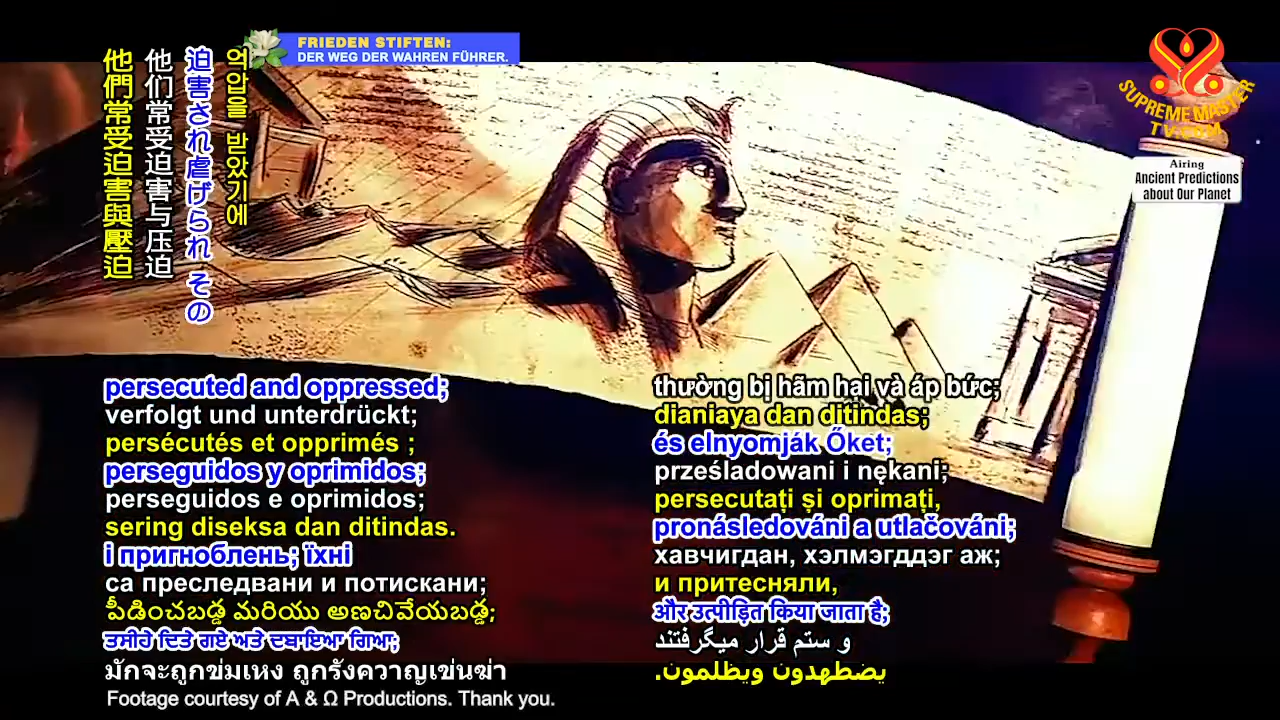 FRIEDEN STIFTEN:
DER WEG DER WAHREN FÜHRER.
SUPREME MASTER
TV.COM
Airing
Ancient Predictions
about Our Planet
억압을 받았기에
迫害され虐げられ その
他们常受迫害与压迫
他們常受迫害與壓迫
persecuted and oppressed;
verfolgt und unterdrückt;
persécutés et opprimés ;
perseguidos y oprimidos;
perseguidos e oprimidos;
sering diseksa dan ditindas.
і пригноблень; їхні
са преследвани и потискани;
పీడించబడ్డ మరియు అణచివేయబడ్డ;
ਤਸੀਹੇ ਦਿਤੇ ਗਏ ਅਤੇ ਦਬਾਇਆ ਗਿਆ;
มักจะถูกข่มเหง ถูกรังควาญเข่นฆ่า
Footage courtesy of A & Ω Productions. Thank you.
thường bị hãm hại và áp bức;
dianiaya dan ditindas;
és elnyomják Őket;
prześladowani i nękani;
persecutați și oprimați,
pronásledováni a utlačováni;
хавчигдан, хэлмэгддэг аж;
и притесняли,
और उत्पीड़ित किया जाता है;
و ستم قرار میگرفتند
يضطهدون ويظلمون.